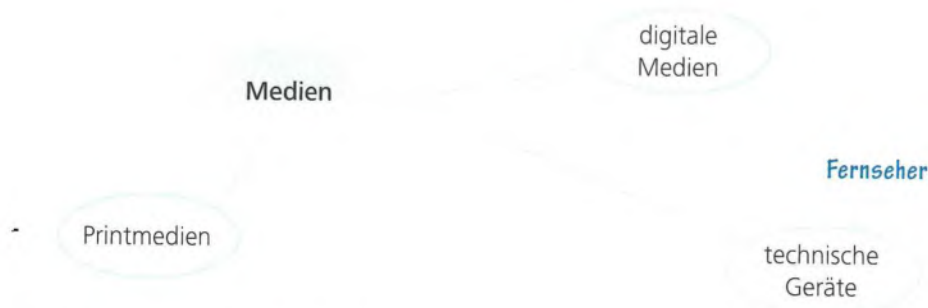 digitale
Medien
Medien
Fernseher
Printmedien
technische
Geräte